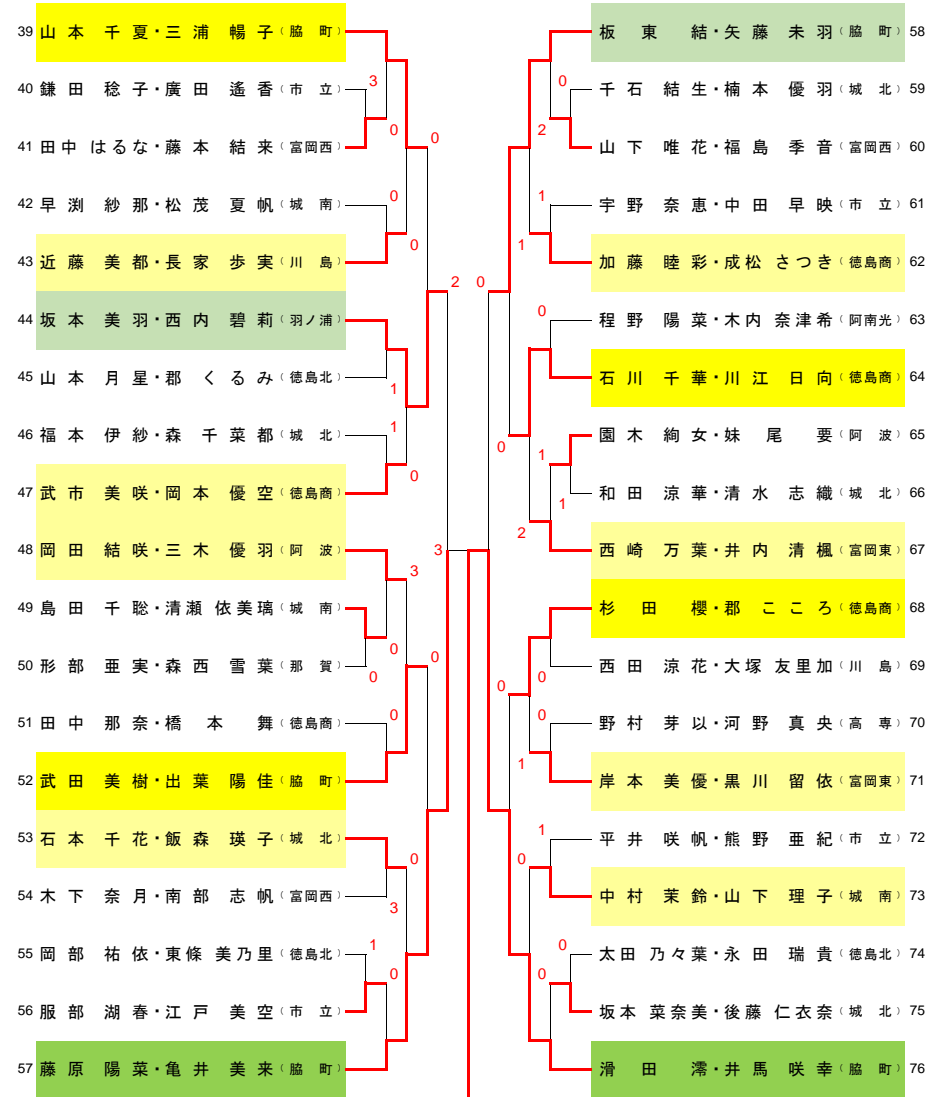 39 山本 千夏・三浦 暢子（脇町）
40 鎌田 稔子・廣田 遙香（市立）
3
41 田中 はるな・藤本 結来（富岡西）
0
0
42 早渕 紗那・松茂 夏帆（城南）
0
43 近藤 美都・長家 歩実（川島）
0
2
44 坂本 美羽・西内 碧莉（羽ノ浦）
45 山本 月星・郡 くるみ（徳島北）
1
46 福本 伊紗・森 千菜都（城北）
1
47 武市 美咲・岡本 優空（徳島商）
0
48 岡田 結咲・三木 優羽（阿波）
3
3
49 島田 千聡・清瀬 依美璃（城南）
0
50 形部 亜実・森西 雪葉（那賀）
0
0
51 田中 那奈・橋本 舞（徳島商）
0
52 武田 美樹・出葉 陽佳（脇町）
53 石本 千花・飯森 瑛子（城北）
0
54 木下 奈月・南部 志帆（富岡西）
3
55 岡部 祐依・東條 美乃里（徳島北）
1
0
56 服部 湖春・江戸 美空（市立）
57 藤原 陽菜・亀井 美来（脇町）
板東 結・矢藤 未羽（脇町）58
0
千石 結生・楠本 優羽（城北）59
2
山下 唯花・福島 季音（富岡西）60
1
宇野 奈恵・中田 早映（市立）61
1
加藤 睦彩・成松 さつき（徳島商）62
0
0
程野 陽菜・木内 奈津希（阿南光）63
石川 千華・川江 日向（徳島商）64
園木 絢女・妹尾 要（阿波）65
0
1
和田 涼華・清水 志織（城北）66
1
2
西崎 万葉・井内 清楓（富岡東）67
杉田 櫻・郡 こころ（徳島商）68
西田 涼花・大塚 友里加（川島）69
0
0
野村 芽以・河野 真央（高専）70
0
1
岸本 美優・黒川 留依（富岡東）71
平井 咲帆・熊野 亜紀（市立）72
1
0
中村 茉鈴・山下 理子（城南）73
太田 乃々葉・永田 瑞貴（徳島北）74
0
0
坂本 菜奈美・後藤 仁衣奈（城北）75
滑田 澪・井馬 咲幸（脇町）76